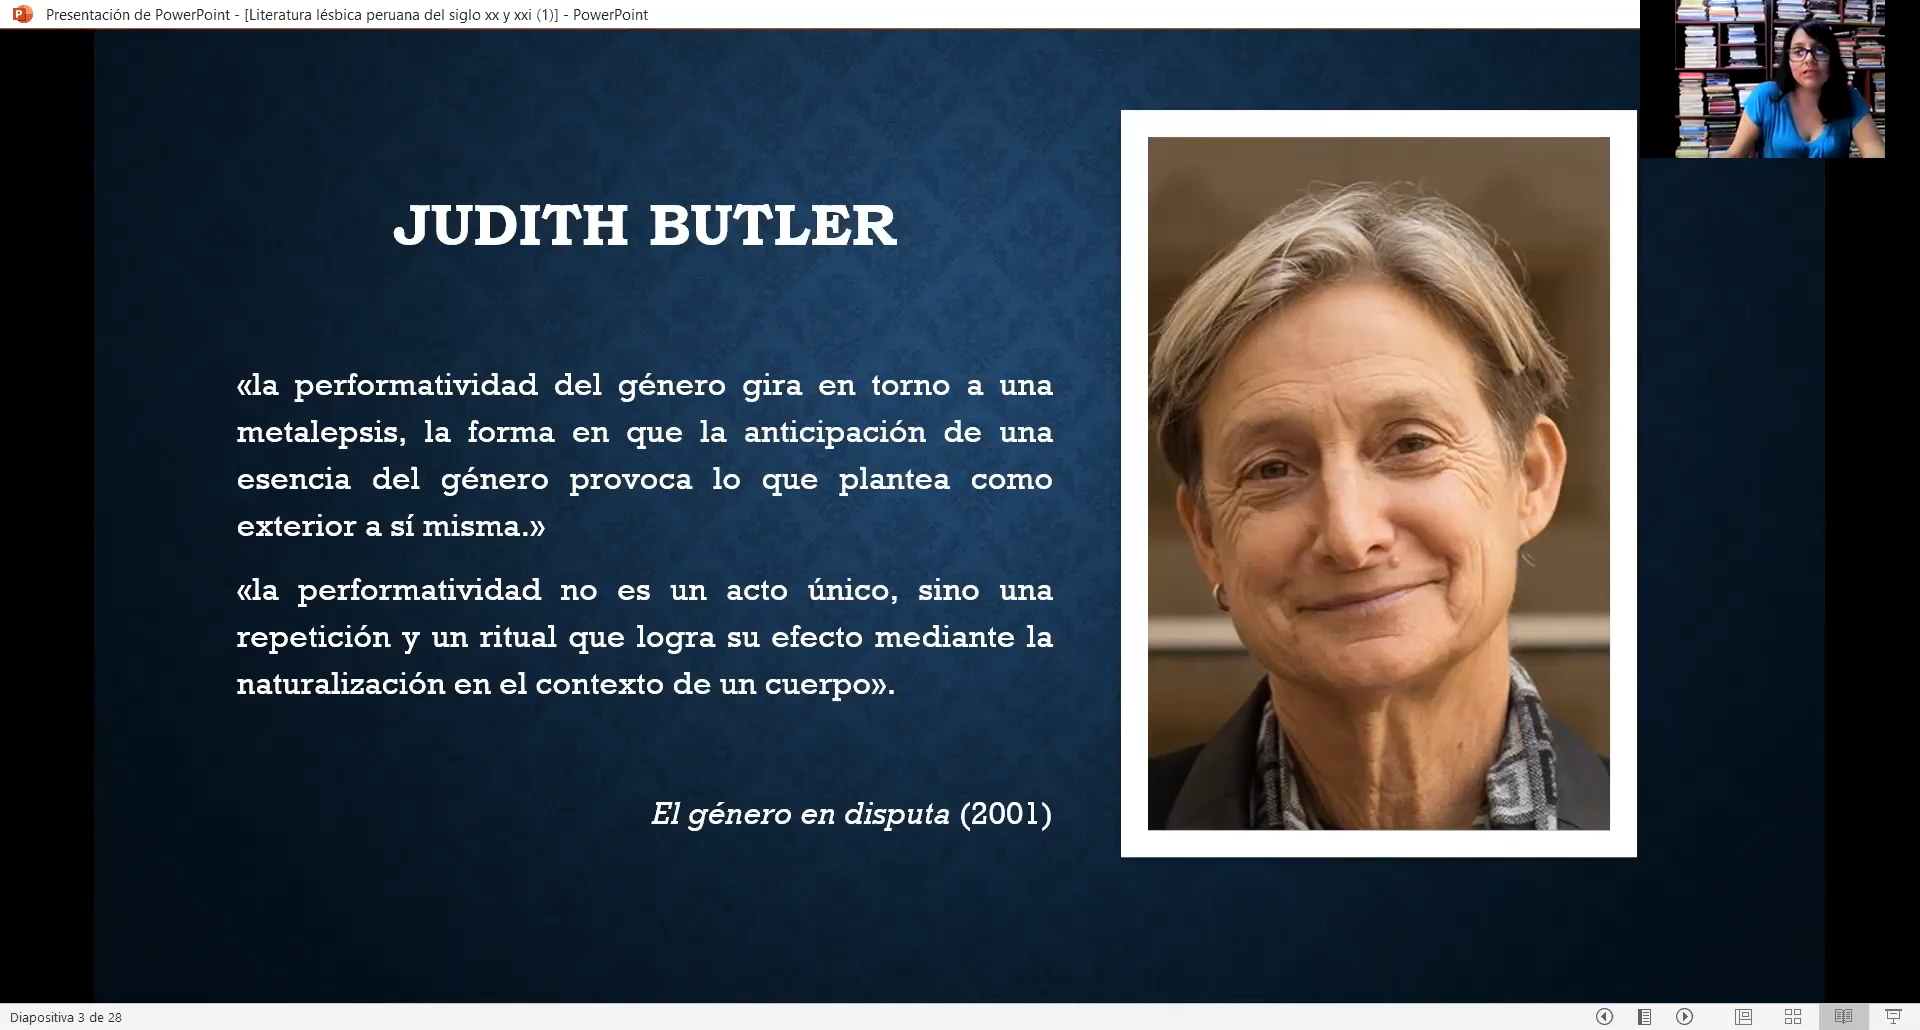 Presentación de PowerPoint - [Literatura lésbica peruana del siglo xx y xxi (1)] - PowerPoint
JUDITH BUTLER
«la performatividad del género gira en torno a una
metalepsis, la forma en que la anticipación de una
esencia del género provoca lo que plantea como
exterior a sí misma.»
«la performatividad no es un acto único, sino una
repetición y un ritual que logra su efecto mediante la
naturalización en el contexto de un cuerpo».
El género en disputa (2001)
Diapositiva 3 de 28